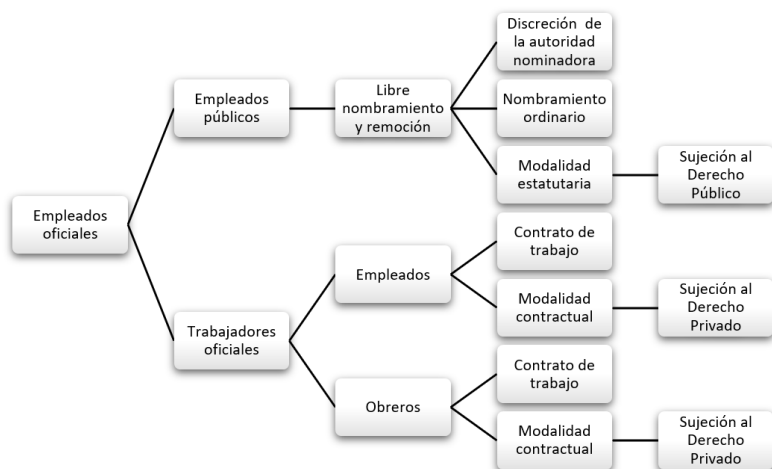 Empleados
oficiales
Empleados
públicos
Libre
nombramiento
y remoción
Discreción de
la autoridad
nominadora
Nombramiento
ordinario
Modalidad
estatutaria
Sujeción al
Derecho
Público
Trabajadores
oficiales
Empleados
Contrato de
trabajo
Modalidad
contractual
Sujeción al
Derecho
Privado
Obreros
Contrato de
trabajo
Modalidad
contractual
Sujeción al
Derecho
Privado